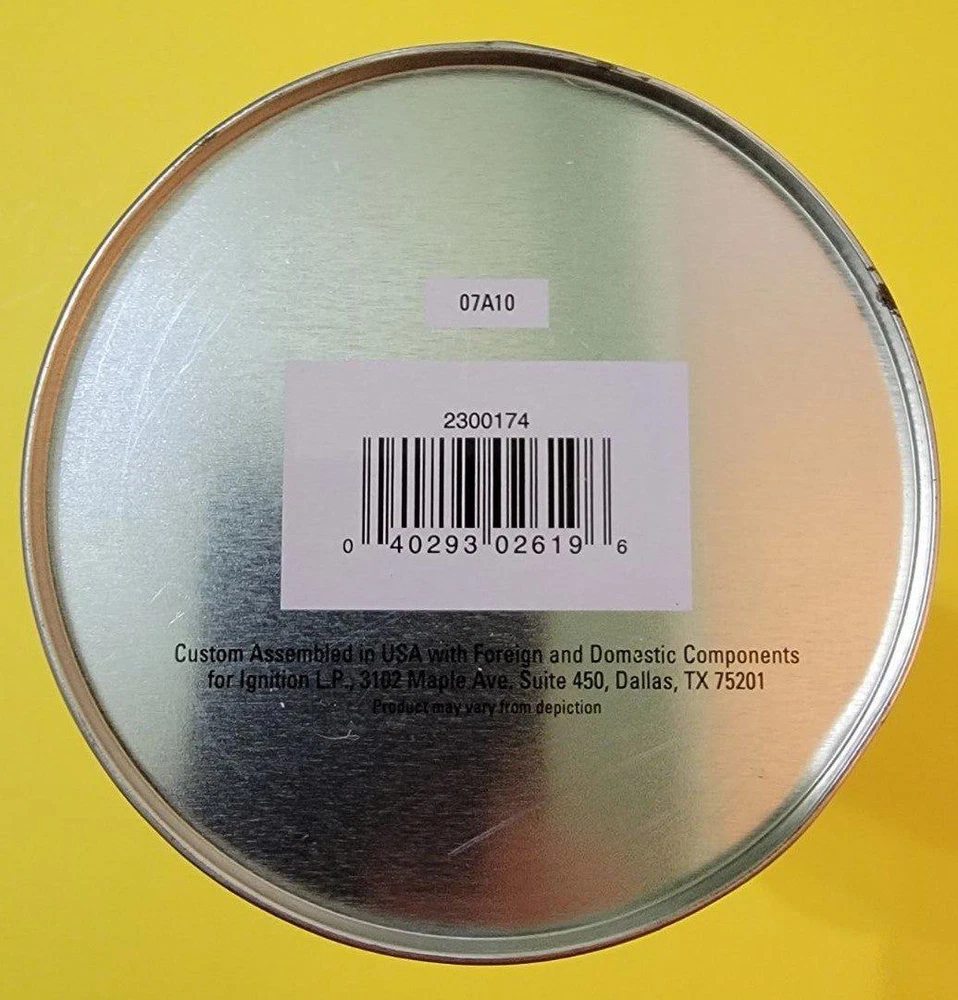 07A10
2300174
0 40293 02619 6
Custom Assembled in USA with Foreign and Domestic Components
for Ignition L.P., 3102 Maple Ave. Suite 450, Dallas, TX 75201
Product may vary from depiction